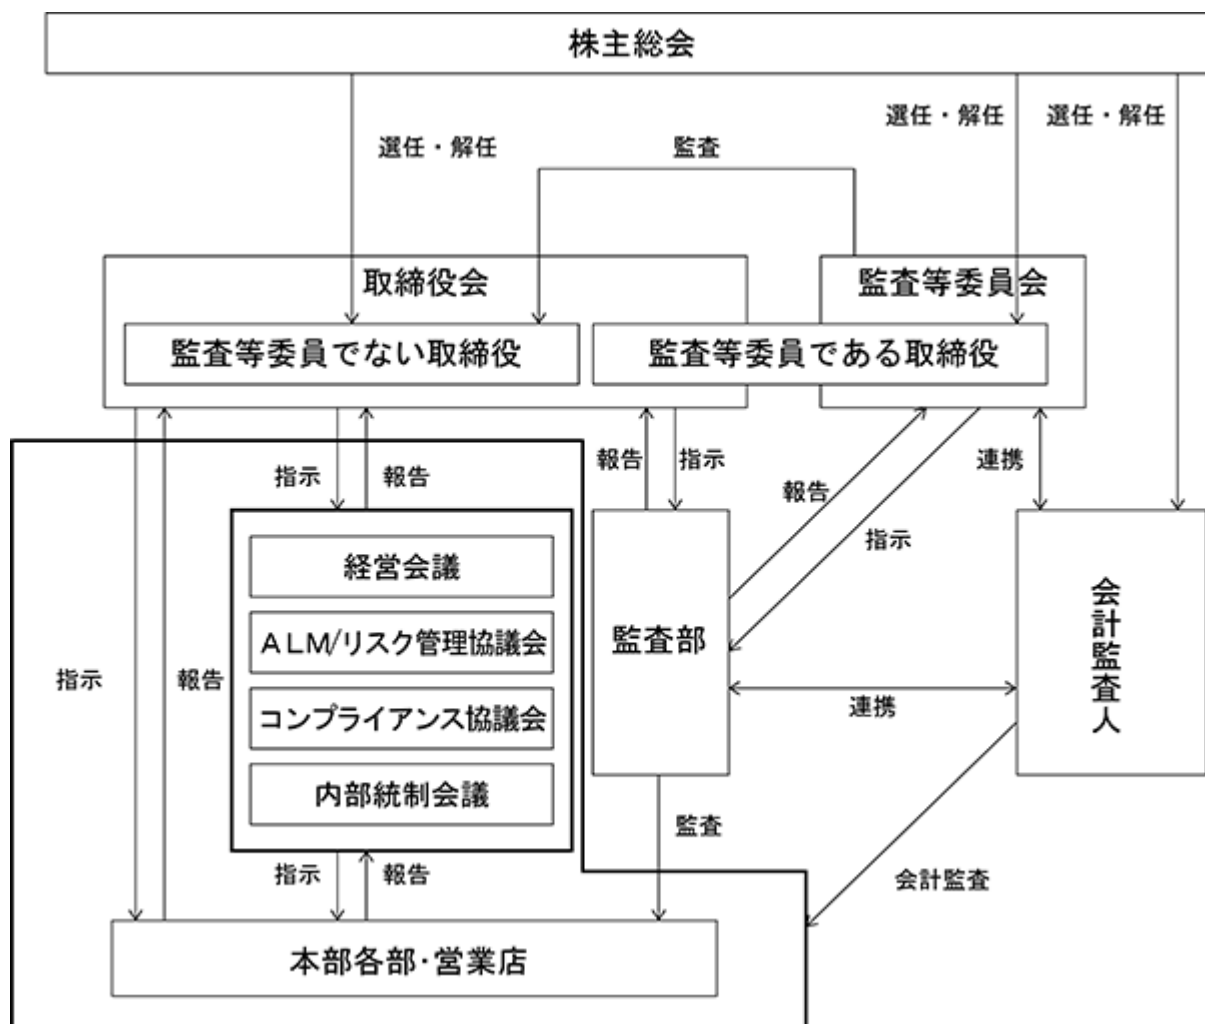 株主総会
選任・解任
選任・解任
選任・解任
監査
取締役会
監査等委員会
監査等委員でない取締役
監査等委員である取締役
指示
報告
報告
指示
報告
指示
連携
経営会議
ALM/リスク管理協議会
コンプライアンス協議会
内部統制会議
監査部
会計監査人
指示
報告
連携
監査
指示
報告
会計監査
本部各部・営業店